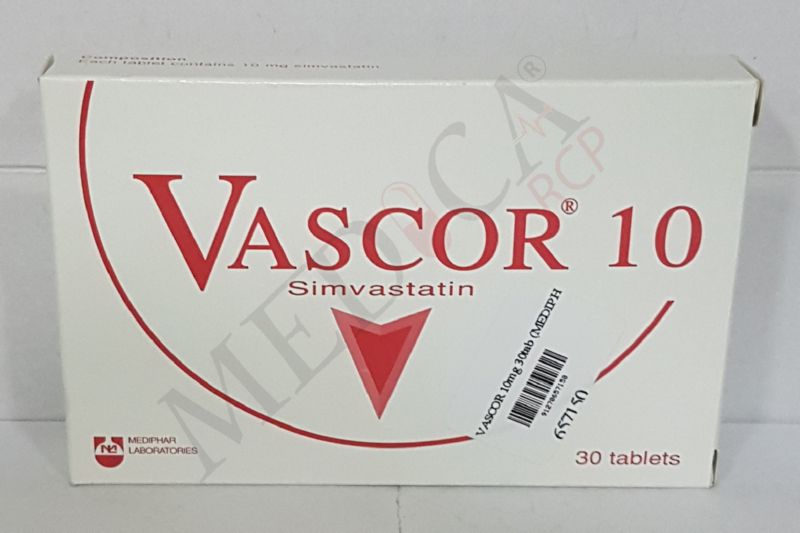 Composition
Each tablet contains 10 mg simvastatin
VASCOR® 10
Simvastatin
VASCOR 10mg 30tab (MEDIPH
91270657150
657150
MEDIPHAR
LABORATORIES
30 tablets
MEDICA®
RCP